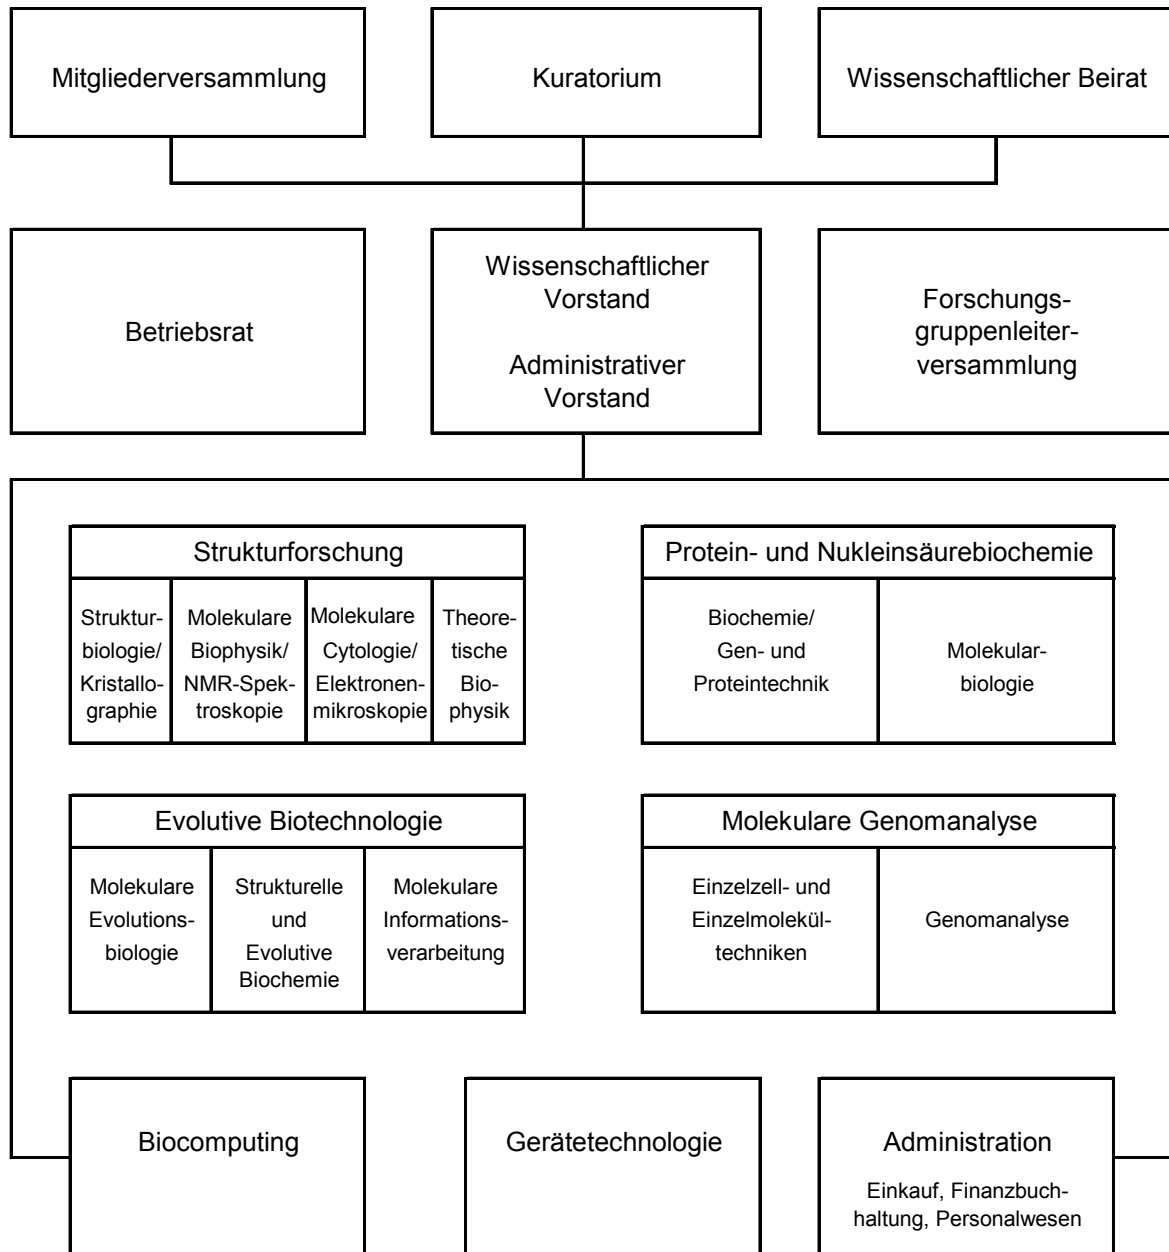 Mitgliederversammlung
Kuratorium
Wissenschaftlicher Beirat
Betriebsrat
Wissenschaftlicher
Vorstand
Administrativer
Vorstand
Forschungs-
gruppenleiter-
versammlung
Strukturforschung
Struktur-
biologie/
Kristallo-
graphie
Molekulare
Biophysik/
NMR-Spek-
troskopie
Molekulare
Cytologie/
Elektronen-
mikroskopie
Theore-
tische
Bio-
physik
Protein- und Nukleinsäurebiochemie
Biochemie/
Gen- und
Proteintechnik
Molekular-
biologie
Evolutive Biotechnologie
Molekulare
Evolutions-
biologie
Strukturelle
und
Evolutive
Biochemie
Molekulare
Informations-
verarbeitung
Molekulare Genomanalyse
Einzelzell- und
Einzelmolekül-
techniken
Genomanalyse
Biocomputing
Gerätetechnologie
Administration
Einkauf, Finanzbuch-
haltung, Personalwesen